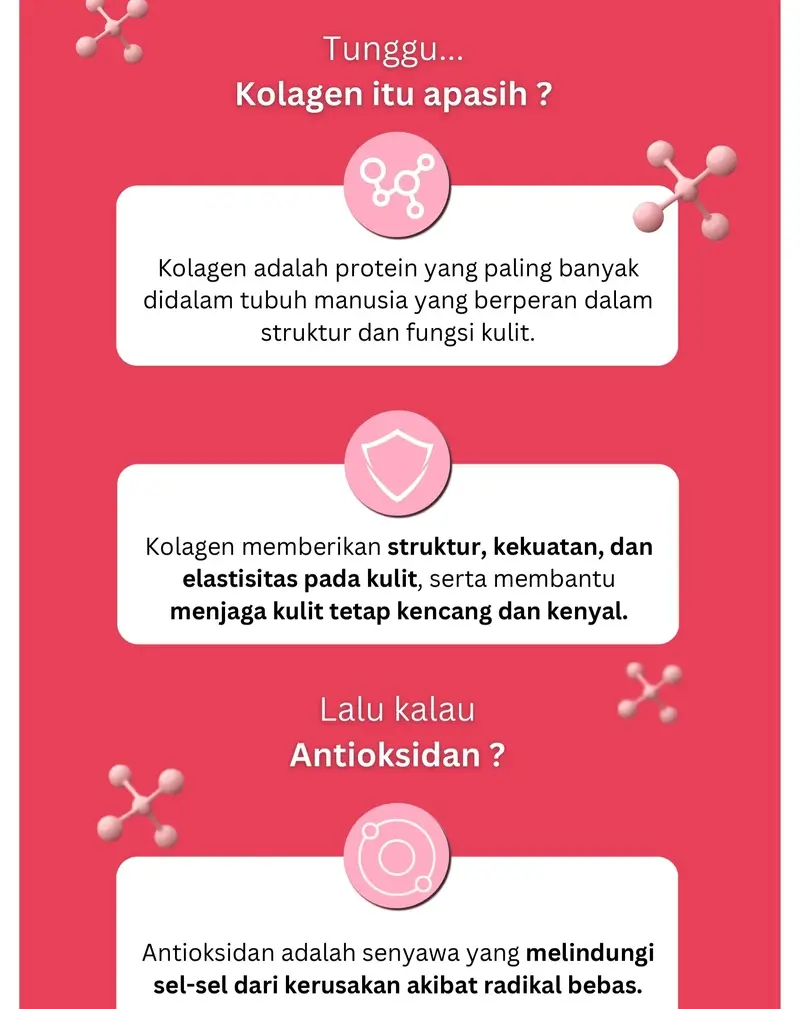 Tunggu...
Kolagen itu apasih ?
Kolagen adalah protein yang paling banyak
didalam tubuh manusia yang berperan dalam
struktur dan fungsi kulit.
Kolagen memberikan struktur, kekuatan, dan
elastisitas pada kulit, serta membantu
menjaga kulit tetap kencang dan kenyal.
Lalu kalau
Antioksidan ?
Antioksidan adalah senyawa yang melindungi
sel-sel dari kerusakan akibat radikal bebas.